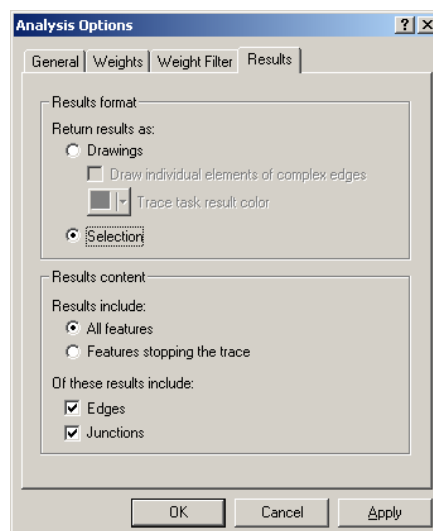 Analysis Options
General Weights Weight Filter Results
Results format
Return results as:
Drawings
Draw individual elements of complex edges
Trace task result color
Selection
Results content
Results include:
All features
Features stopping the trace
Of these results include:
Edges
Junctions
OK Cancel Apply